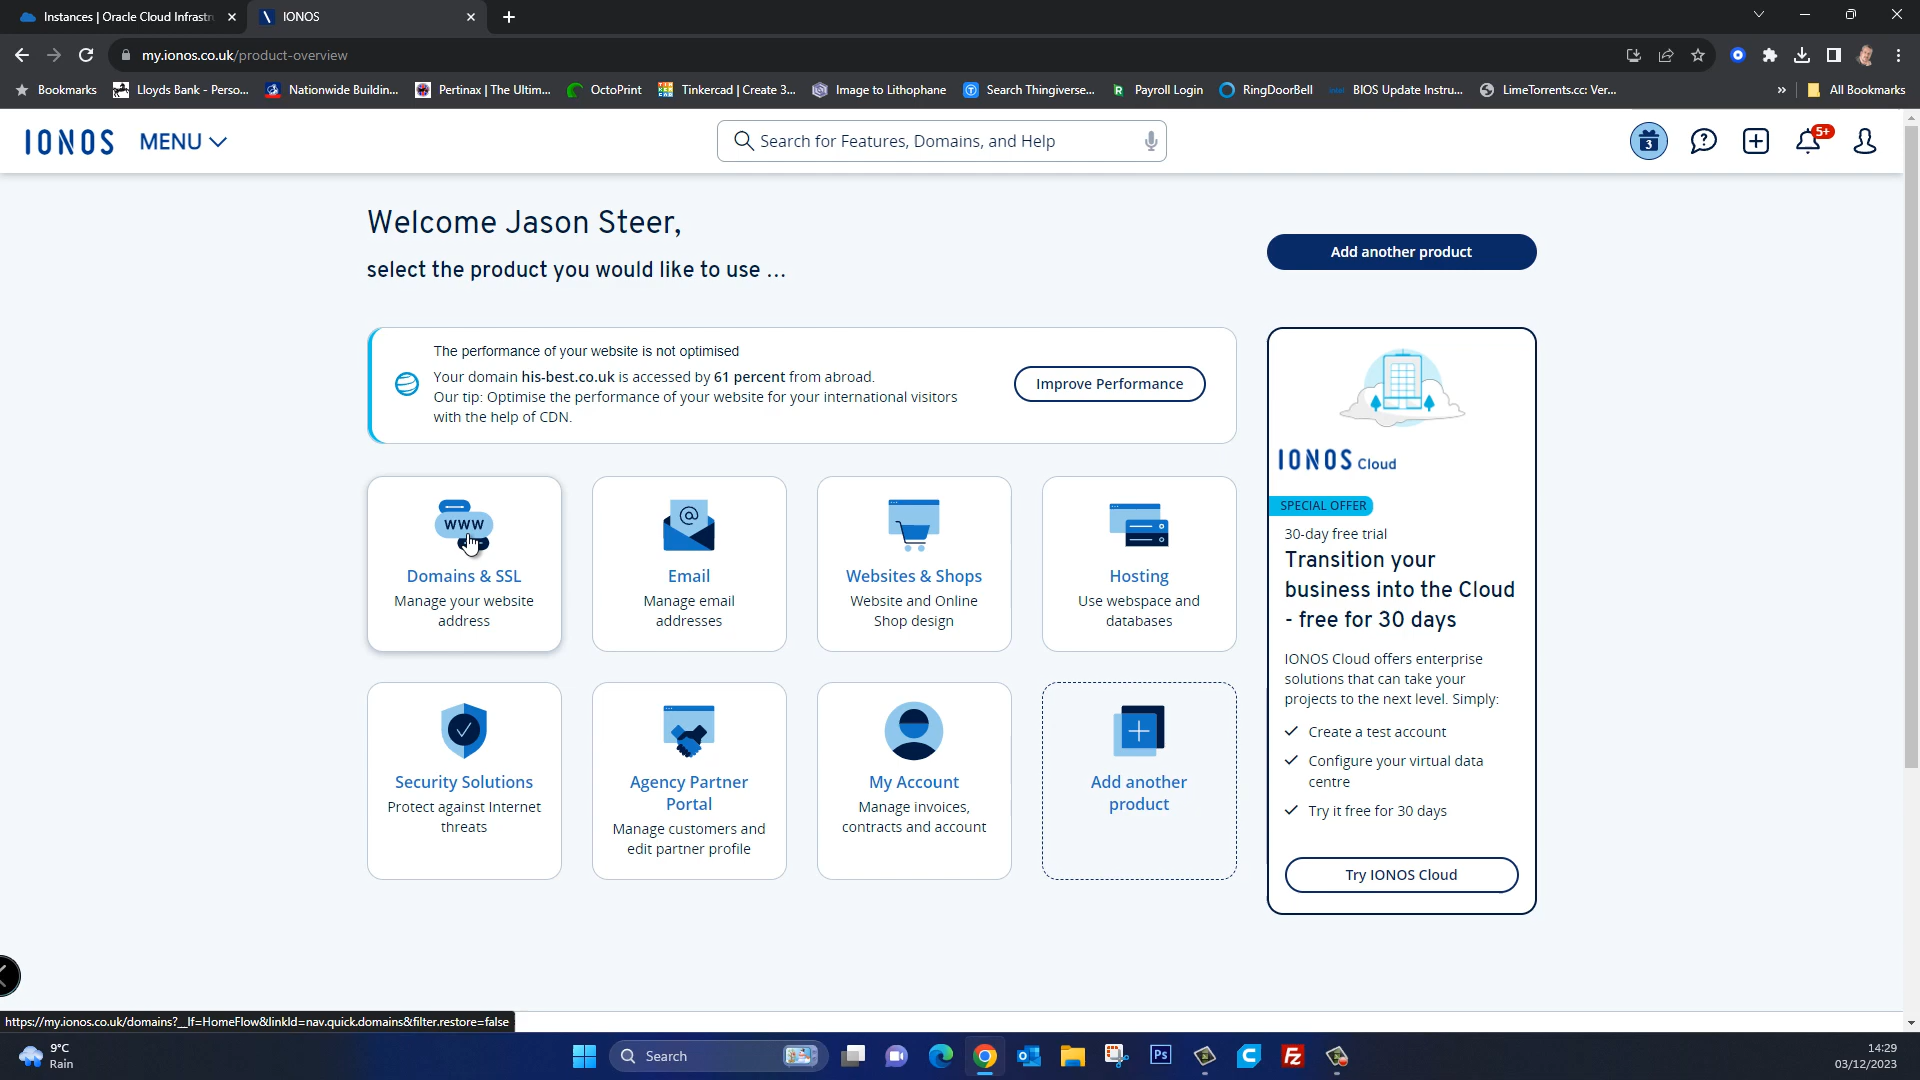 Instances | Oracle Cloud Infrastr
IONOS
my.ionos.co.uk/product-overview
Bookmarks
Lloyds Bank - Perso...
Nationwide Buildin...
Pertinax | The Ultim...
OctoPrint
Tinkercad | Create 3...
Image to Lithophane
Search Thingiverse...
Payroll Login
RingDoorBell
BIOS Update Instru...
LimeTorrents.cc: Ver...
»
All Bookmarks
IONOS
MENU
Search for Features, Domains, and Help
3
5+
Welcome Jason Steer,
select the product you would like to use ...
Add another product
The performance of your website is not optimised
Your domain his-best.co.uk is accessed by 61 percent from abroad.
Our tip: Optimise the performance of your website for your international visitors
with the help of CDN.
Improve Performance
www
Domains & SSL
Manage your website
address
@
Email
Manage email
addresses
Websites & Shops
Website and Online
Shop design
Hosting
Use webspace and
databases
Security Solutions
Protect against Internet
threats
Agency Partner
Portal
Manage customers and
edit partner profile
My Account
Manage invoices,
contracts and account
Add another
product
IONOS Cloud
SPECIAL OFFER
30-day free trial
Transition your
business into the Cloud
- free for 30 days
IONOS Cloud offers enterprise
solutions that can take your
projects to the next level. Simply:
Create a test account
Configure your virtual data
centre
Try it free for 30 days
Try IONOS Cloud
https://my.ionos.co.uk/domains?__lf=HomeFlow&linkId=nav.quick.domains&filter.restore=false
9°C
Rain
Search
Ps
Fz
14:29
03/12/2023